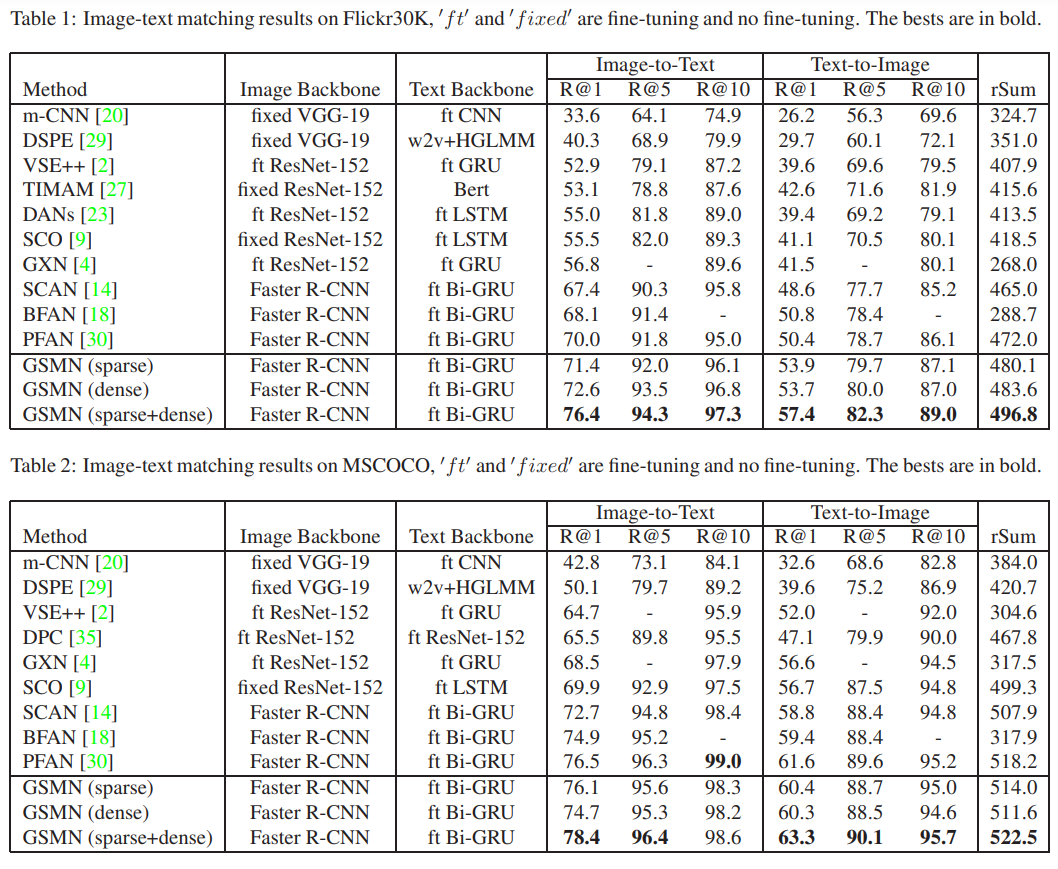 Table 1: Image-text matching results on Flickr30K, 'ft' and 'fixed' are fine-tuning and no fine-tuning. The bests are in bold.
Image-to-Text Text-to-Image
Method Image Backbone Text Backbone R@1 R@5 R@10 R@1 R@5 R@10 rSum
m-CNN [20] fixed VGG-19 ft CNN 33.6 64.1 74.9 26.2 56.3 69.6 324.7
DSPE [29] fixed VGG-19 w2v+HGLMM 40.3 68.9 79.9 29.7 60.1 72.1 351.0
VSE++ [2] ft ResNet-152 ft GRU 52.9 79.1 87.2 39.6 69.6 79.5 407.9
TIMAM [27] fixed ResNet-152 Bert 53.1 78.8 87.6 42.6 71.6 81.9 415.6
DANs [23] ft ResNet-152 ft LSTM 55.0 81.8 89.0 39.4 69.2 79.1 413.5
SCO [9] fixed ResNet-152 ft LSTM 55.5 82.0 89.3 41.1 70.5 80.1 418.5
GXN [4] ft ResNet-152 ft GRU 56.8 - 89.6 41.5 - 80.1 268.0
SCAN [14] Faster R-CNN ft Bi-GRU 67.4 90.3 95.8 48.6 77.7 85.2 465.0
BFAN [18] Faster R-CNN ft Bi-GRU 68.1 91.4 - 50.8 78.4 - 288.7
PFAN [30] Faster R-CNN ft Bi-GRU 70.0 91.8 95.0 50.4 78.7 86.1 472.0
GSMN (sparse) Faster R-CNN ft Bi-GRU 71.4 92.0 96.1 53.9 79.7 87.1 480.1
GSMN (dense) Faster R-CNN ft Bi-GRU 72.6 93.5 96.8 53.7 80.0 87.0 483.6
GSMN (sparse+dense) Faster R-CNN ft Bi-GRU 76.4 94.3 97.3 57.4 82.3 89.0 496.8
Table 2: Image-text matching results on MSCOCO, 'ft' and 'fixed' are fine-tuning and no fine-tuning. The bests are in bold.
Image-to-Text Text-to-Image
Method Image Backbone Text Backbone R@1 R@5 R@10 R@1 R@5 R@10 rSum
m-CNN [20] fixed VGG-19 ft CNN 42.8 73.1 84.1 32.6 68.6 82.8 384.0
DSPE [29] fixed VGG-19 w2v+HGLMM 50.1 79.7 89.2 39.6 75.2 86.9 420.7
VSE++ [2] ft ResNet-152 ft GRU 64.7 - 95.9 52.0 - 92.0 304.6
DPC [35] ft ResNet-152 ft ResNet-152 65.5 89.8 95.5 47.1 79.9 90.0 467.8
GXN [4] ft ResNet-152 ft GRU 68.5 - 97.9 56.6 - 94.5 317.5
SCO [9] fixed ResNet-152 ft LSTM 69.9 92.9 97.5 56.7 87.5 94.8 499.3
SCAN [14] Faster R-CNN ft Bi-GRU 72.7 94.8 98.4 58.8 88.4 94.8 507.9
BFAN [18] Faster R-CNN ft Bi-GRU 74.9 95.2 - 59.4 88.4 - 317.9
PFAN [30] Faster R-CNN ft Bi-GRU 76.5 96.3 99.0 61.6 89.6 95.2 518.2
GSMN (sparse) Faster R-CNN ft Bi-GRU 76.1 95.6 98.3 60.4 88.7 95.0 514.0
GSMN (dense) Faster R-CNN ft Bi-GRU 74.7 95.3 98.2 60.3 88.5 94.6 511.6
GSMN (sparse+dense) Faster R-CNN ft Bi-GRU 78.4 96.4 98.6 63.3 90.1 95.7 522.5